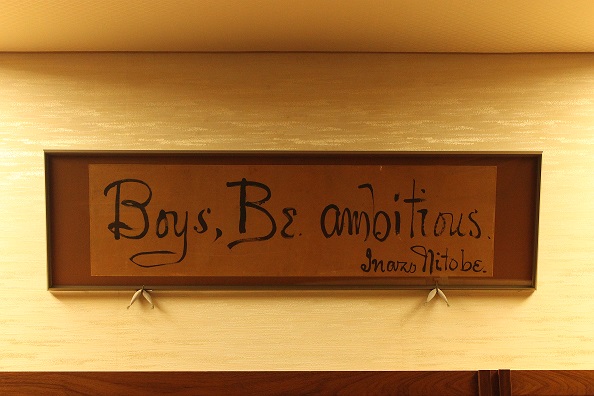 Boys, Be. ambitious.
Inazo Nitobe.